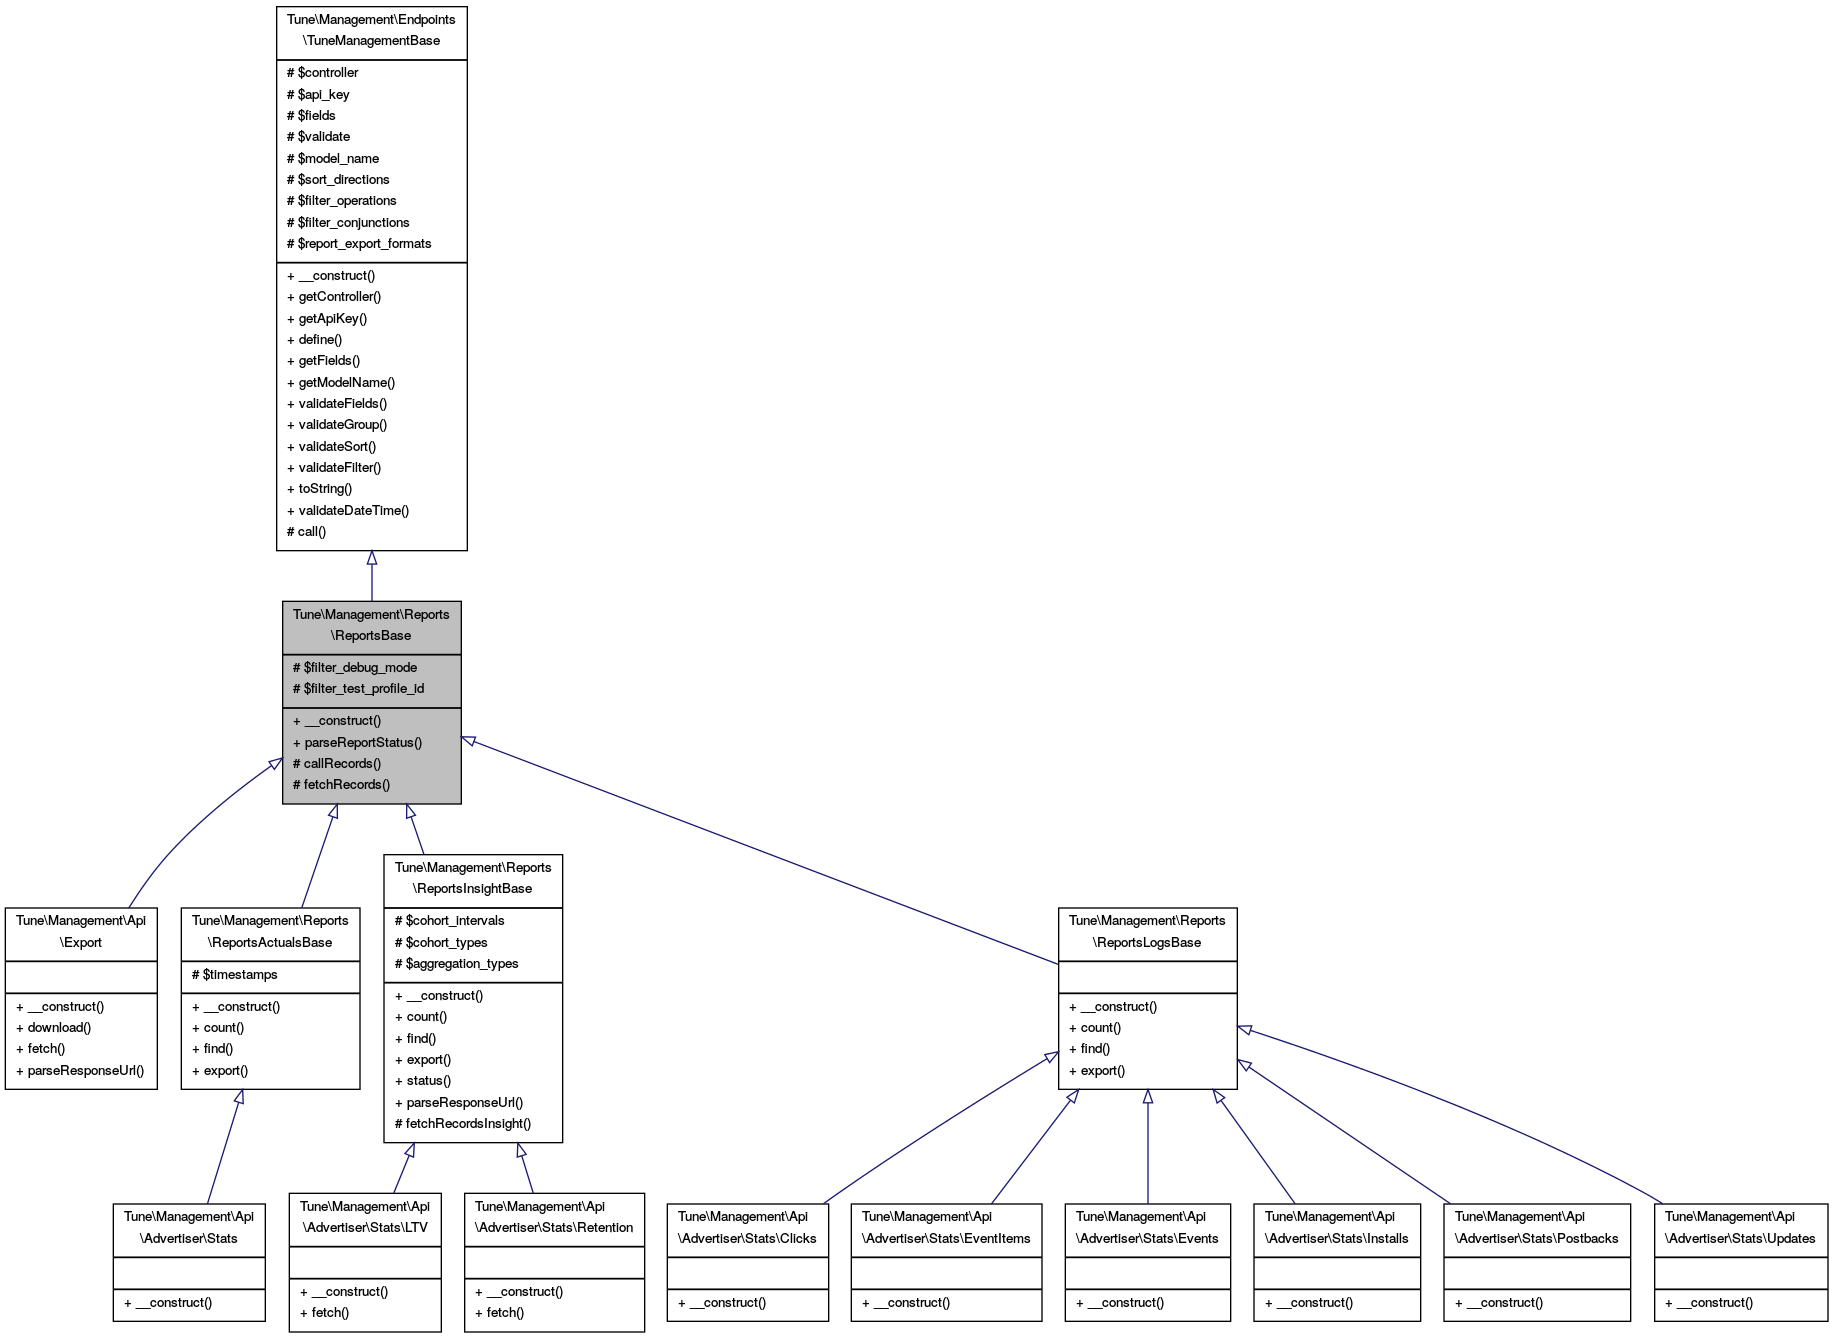 Tune\Management\Endpoints
\TuneManagementBase
# $controller
# $api_key
# $fields
# $validate
# $model_name
# $sort_directions
# $filter_operations
# $filter_conjunctions
# $report_export_formats
+ __construct()
+ getController()
+ getApiKey()
+ define()
+ getFields()
+ getModelName()
+ validateFields()
+ validateGroup()
+ validateSort()
+ validateFilter()
+ toString()
+ validateDateTime()
# call()
Tune\Management\Reports
\ReportsBase
# $filter_debug_mode
# $filter_test_profile_id
+ __construct()
+ parseReportStatus()
# callRecords()
# fetchRecords()
Tune\Management\Api
\Export
+ __construct()
+ download()
+ fetch()
+ parseResponseUrl()
Tune\Management\Reports
\ReportsActualsBase
# $timestamps
+ __construct()
+ count()
+ find()
+ export()
Tune\Management\Reports
\ReportsInsightBase
# $cohort_intervals
# $cohort_types
# $aggregation_types
+ __construct()
+ count()
+ find()
+ export()
+ status()
+ parseResponseUrl()
# fetchRecordsInsight()
Tune\Management\Reports
\ReportsLogsBase
+ __construct()
+ count()
+ find()
+ export()
Tune\Management\Api
\Advertiser\Stats
+ __construct()
Tune\Management\Api
\Advertiser\Stats\LTV
+ __construct()
+ fetch()
Tune\Management\Api
\Advertiser\Stats\Retention
+ __construct()
+ fetch()
Tune\Management\Api
\Advertiser\Stats\Clicks
+ __construct()
Tune\Management\Api
\Advertiser\Stats\EventItems
+ __construct()
Tune\Management\Api
\Advertiser\Stats\Events
+ __construct()
Tune\Management\Api
\Advertiser\Stats\Installs
+ __construct()
Tune\Management\Api
\Advertiser\Stats\Postbacks
+ __construct()
Tune\Management\Api
\Advertiser\Stats\Updates
+ __construct()